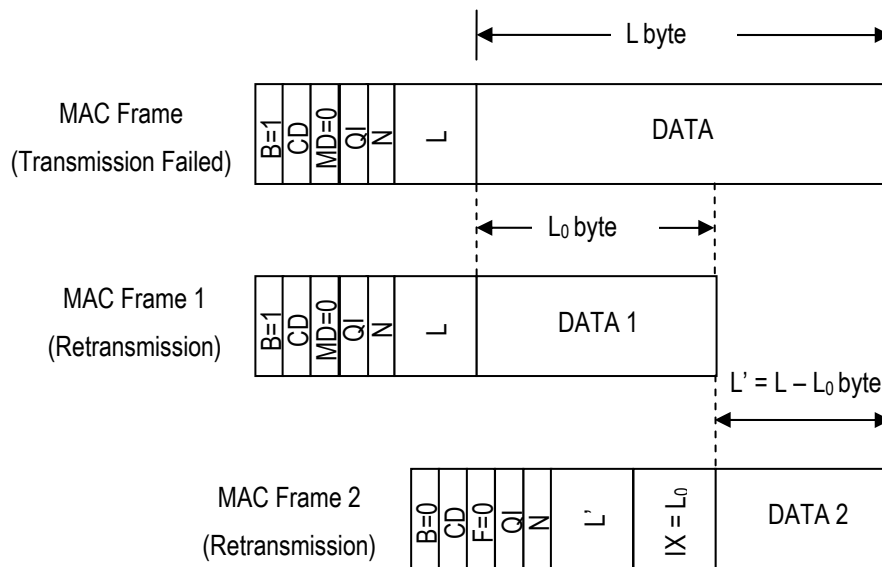 L byte
MAC Frame
(Transmission Failed)
B=1 CD MD=0 QI N L DATA
L₀ byte
MAC Frame 1
(Retransmission)
B=1 CD MD=0 QI N L DATA 1
L’ = L – L₀ byte
MAC Frame 2
(Retransmission)
B=0 CD F=0 QI N L’ IX = L₀ DATA 2